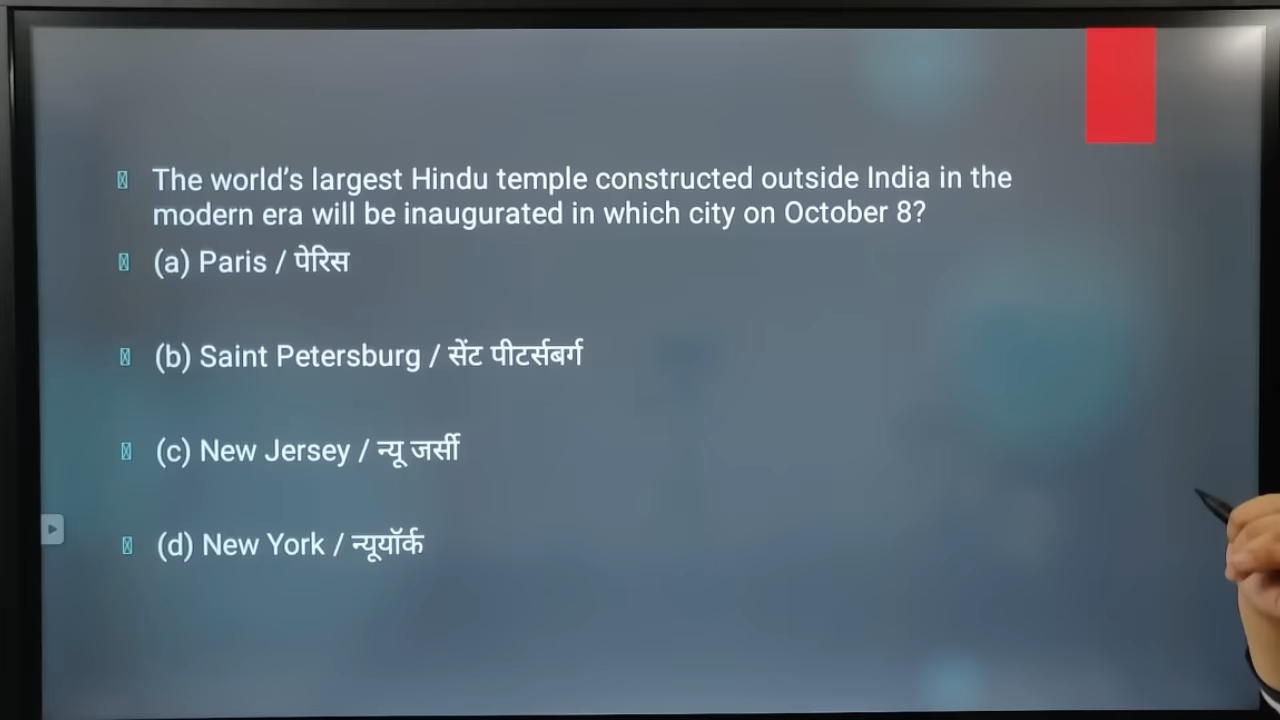 The world’s largest Hindu temple constructed outside India in the
modern era will be inaugurated in which city on October 8?
(a) Paris / पेरिस
(b) Saint Petersburg / सेंट पीटर्सबर्ग
(c) New Jersey / न्यू जर्सी
(d) New York / न्यूयॉर्क